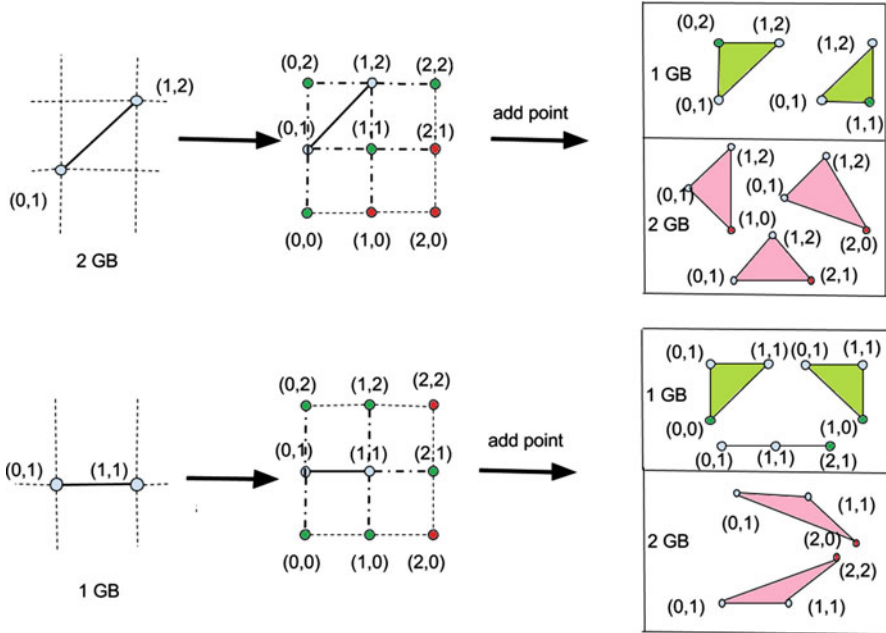 (1,2)
(0,1)
2 GB
(0,2) (1,2) (2,2)
(0,1) (1,1) (2,1)
(0,0) (1,0) (2,0)
add point
(0,2) (1,2)
(0,1)
1 GB
(1,2)
(0,1)
(1,1)
(1,2)
(0,1)
(1,0)
2 GB
(1,2)
(0,1)
(2,0)
(1,2)
(0,1) (2,1)
(0,1) (1,1)
1 GB
(0,2) (1,2) (2,2)
(0,1) (1,1) (2,1)
(0,0) (1,0) (2,0)
add point
(0,1) (1,1) (0,1) (1,1)
1 GB
(0,0) (1,0)
(0,1) (1,1) (2,1)
(0,1) (1,1)
2 GB
(2,0)
(2,2)
(0,1) (1,1)